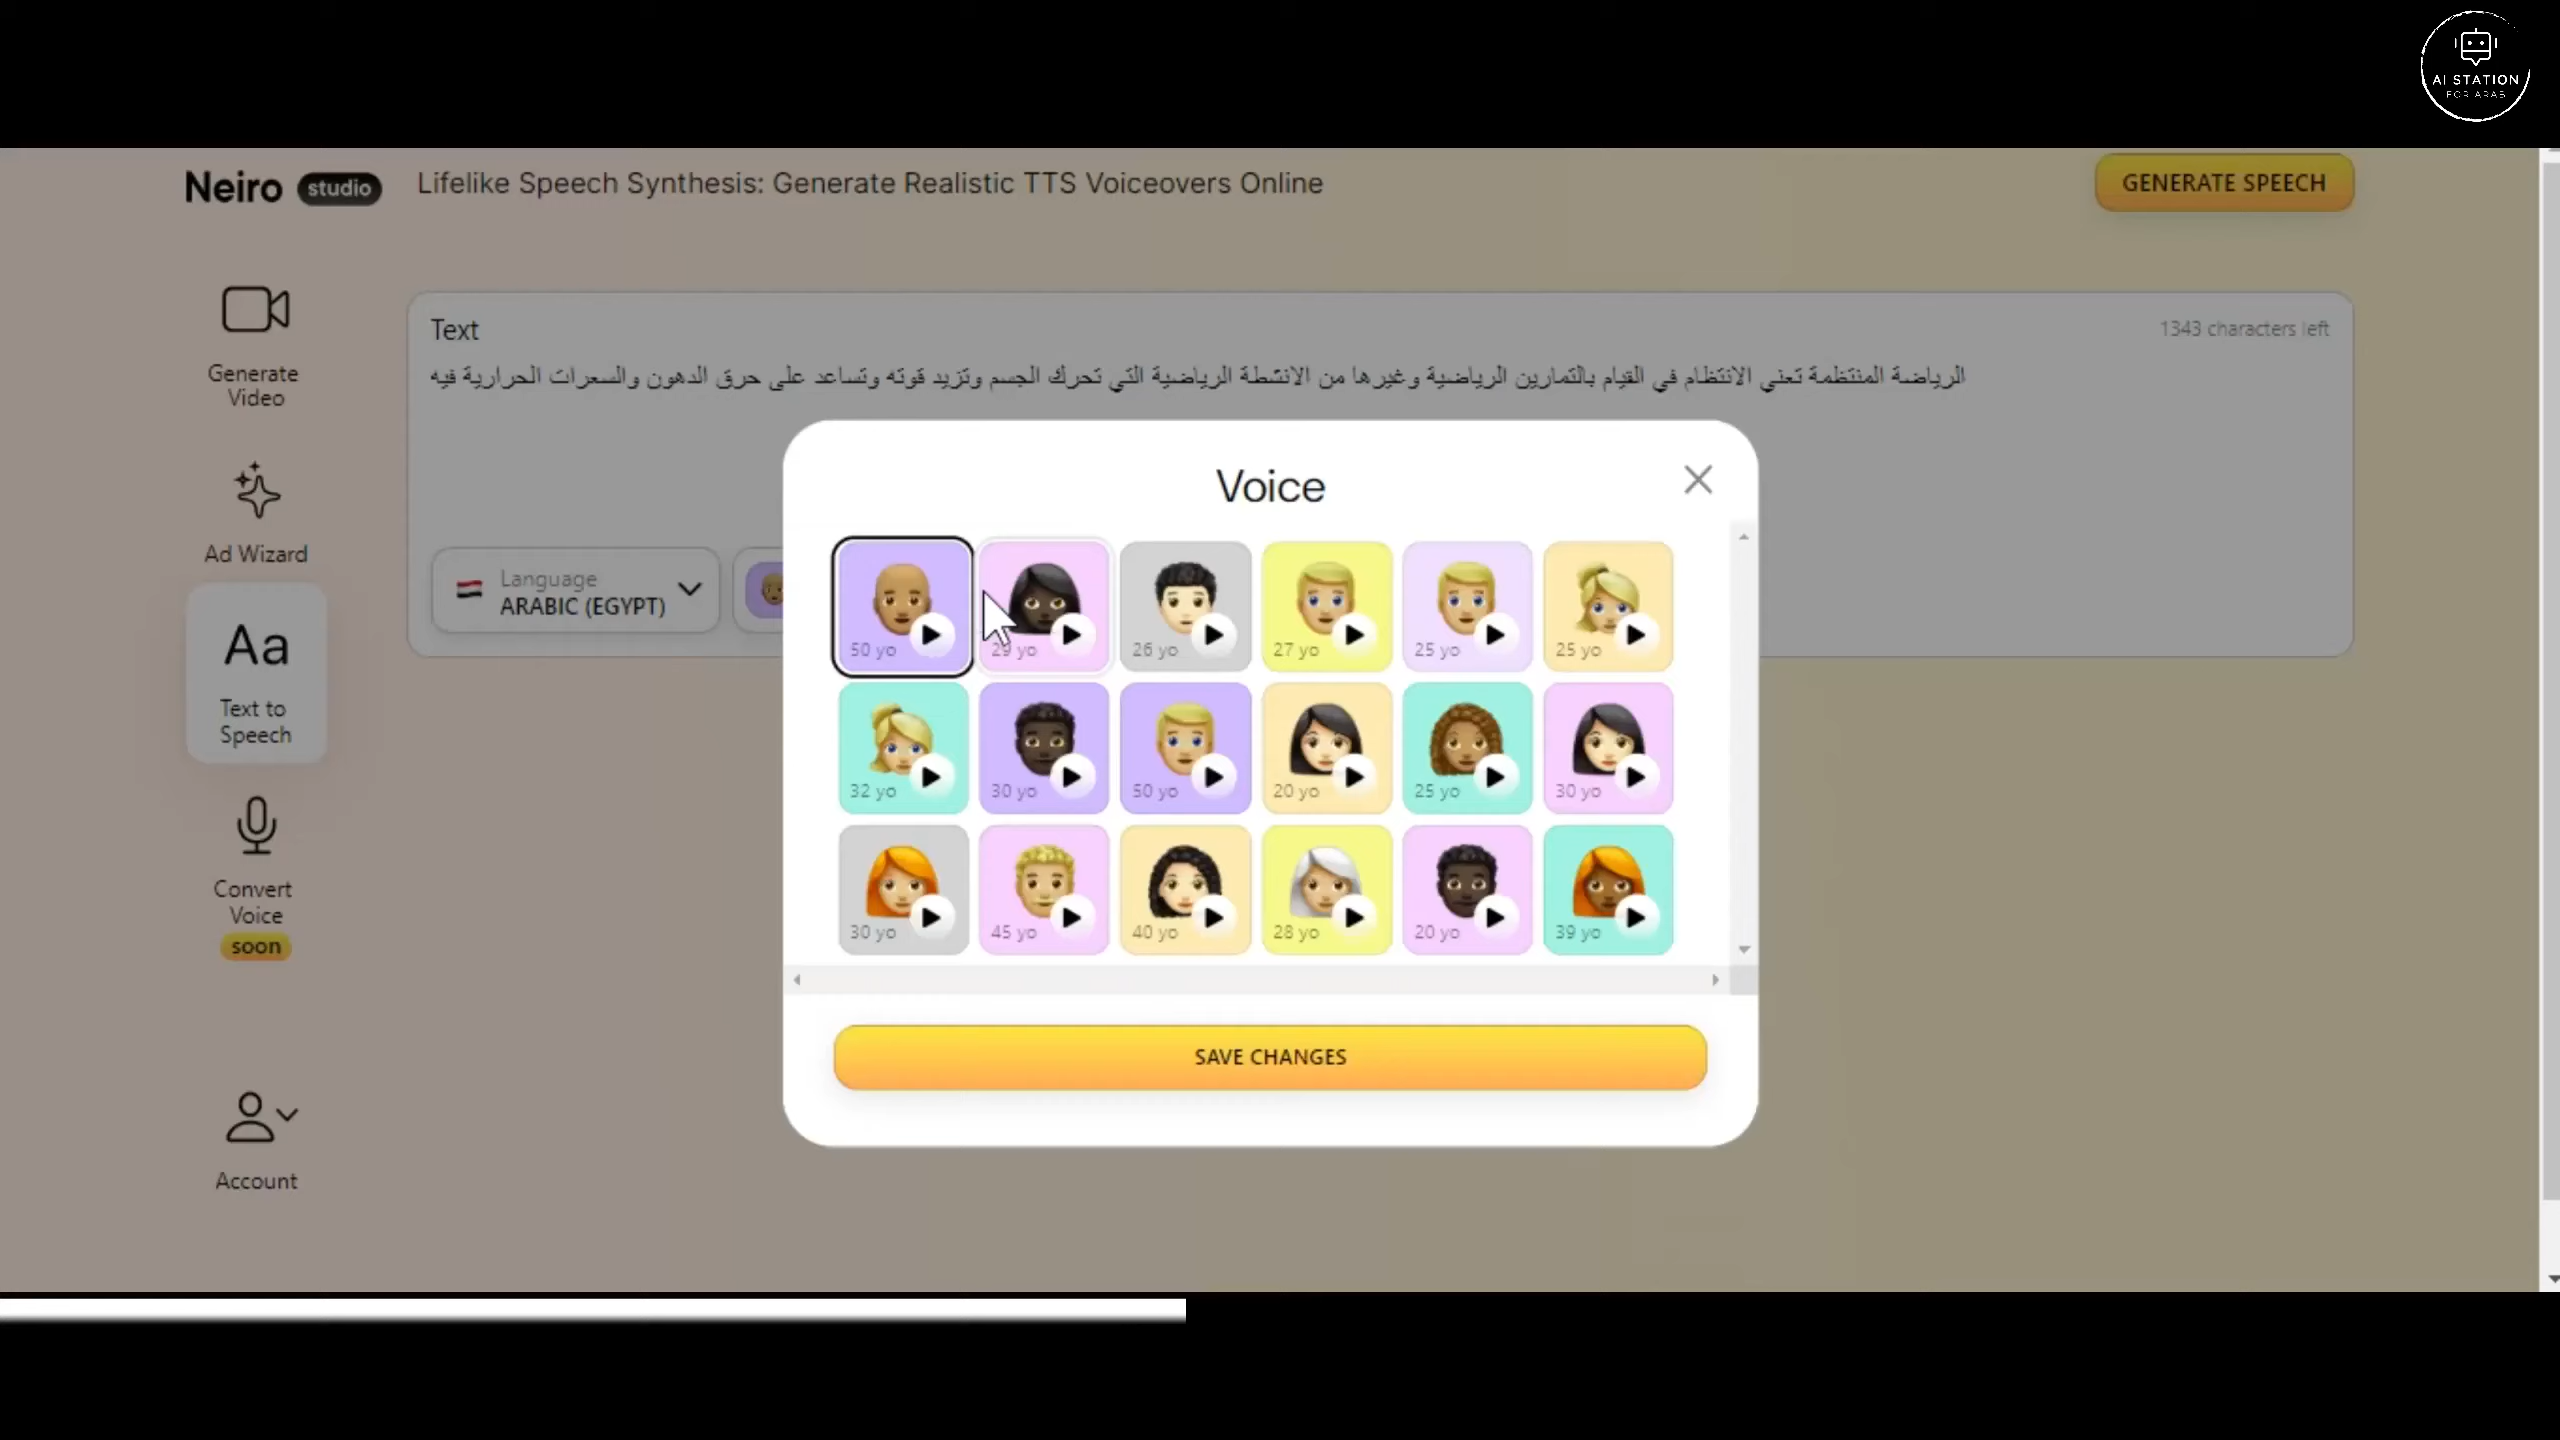 AI STATION
FOR ARAB
Neiro studio
Lifelike Speech Synthesis: Generate Realistic TTS Voiceovers Online
GENERATE SPEECH
Generate
Video
Ad Wizard
Aa
Text to
Speech
Convert
Voice
soon
Account
Text
1343 characters left
الرياضة المنتظمة تعني الانتظام في القيام بالتمارين الرياضية وغيرها من الانشطة الرياضية التي تحرك الجسم وتزيد قوته وتساعد على حرق الدهون والسعرات الحرارية فيه
Language
ARABIC (EGYPT)
Voice
50 yo
29 yo
26 yo
27 yo
25 yo
25 yo
32 yo
30 yo
50 yo
20 yo
25 yo
30 yo
30 yo
45 yo
40 yo
28 yo
20 yo
39 yo
SAVE CHANGES